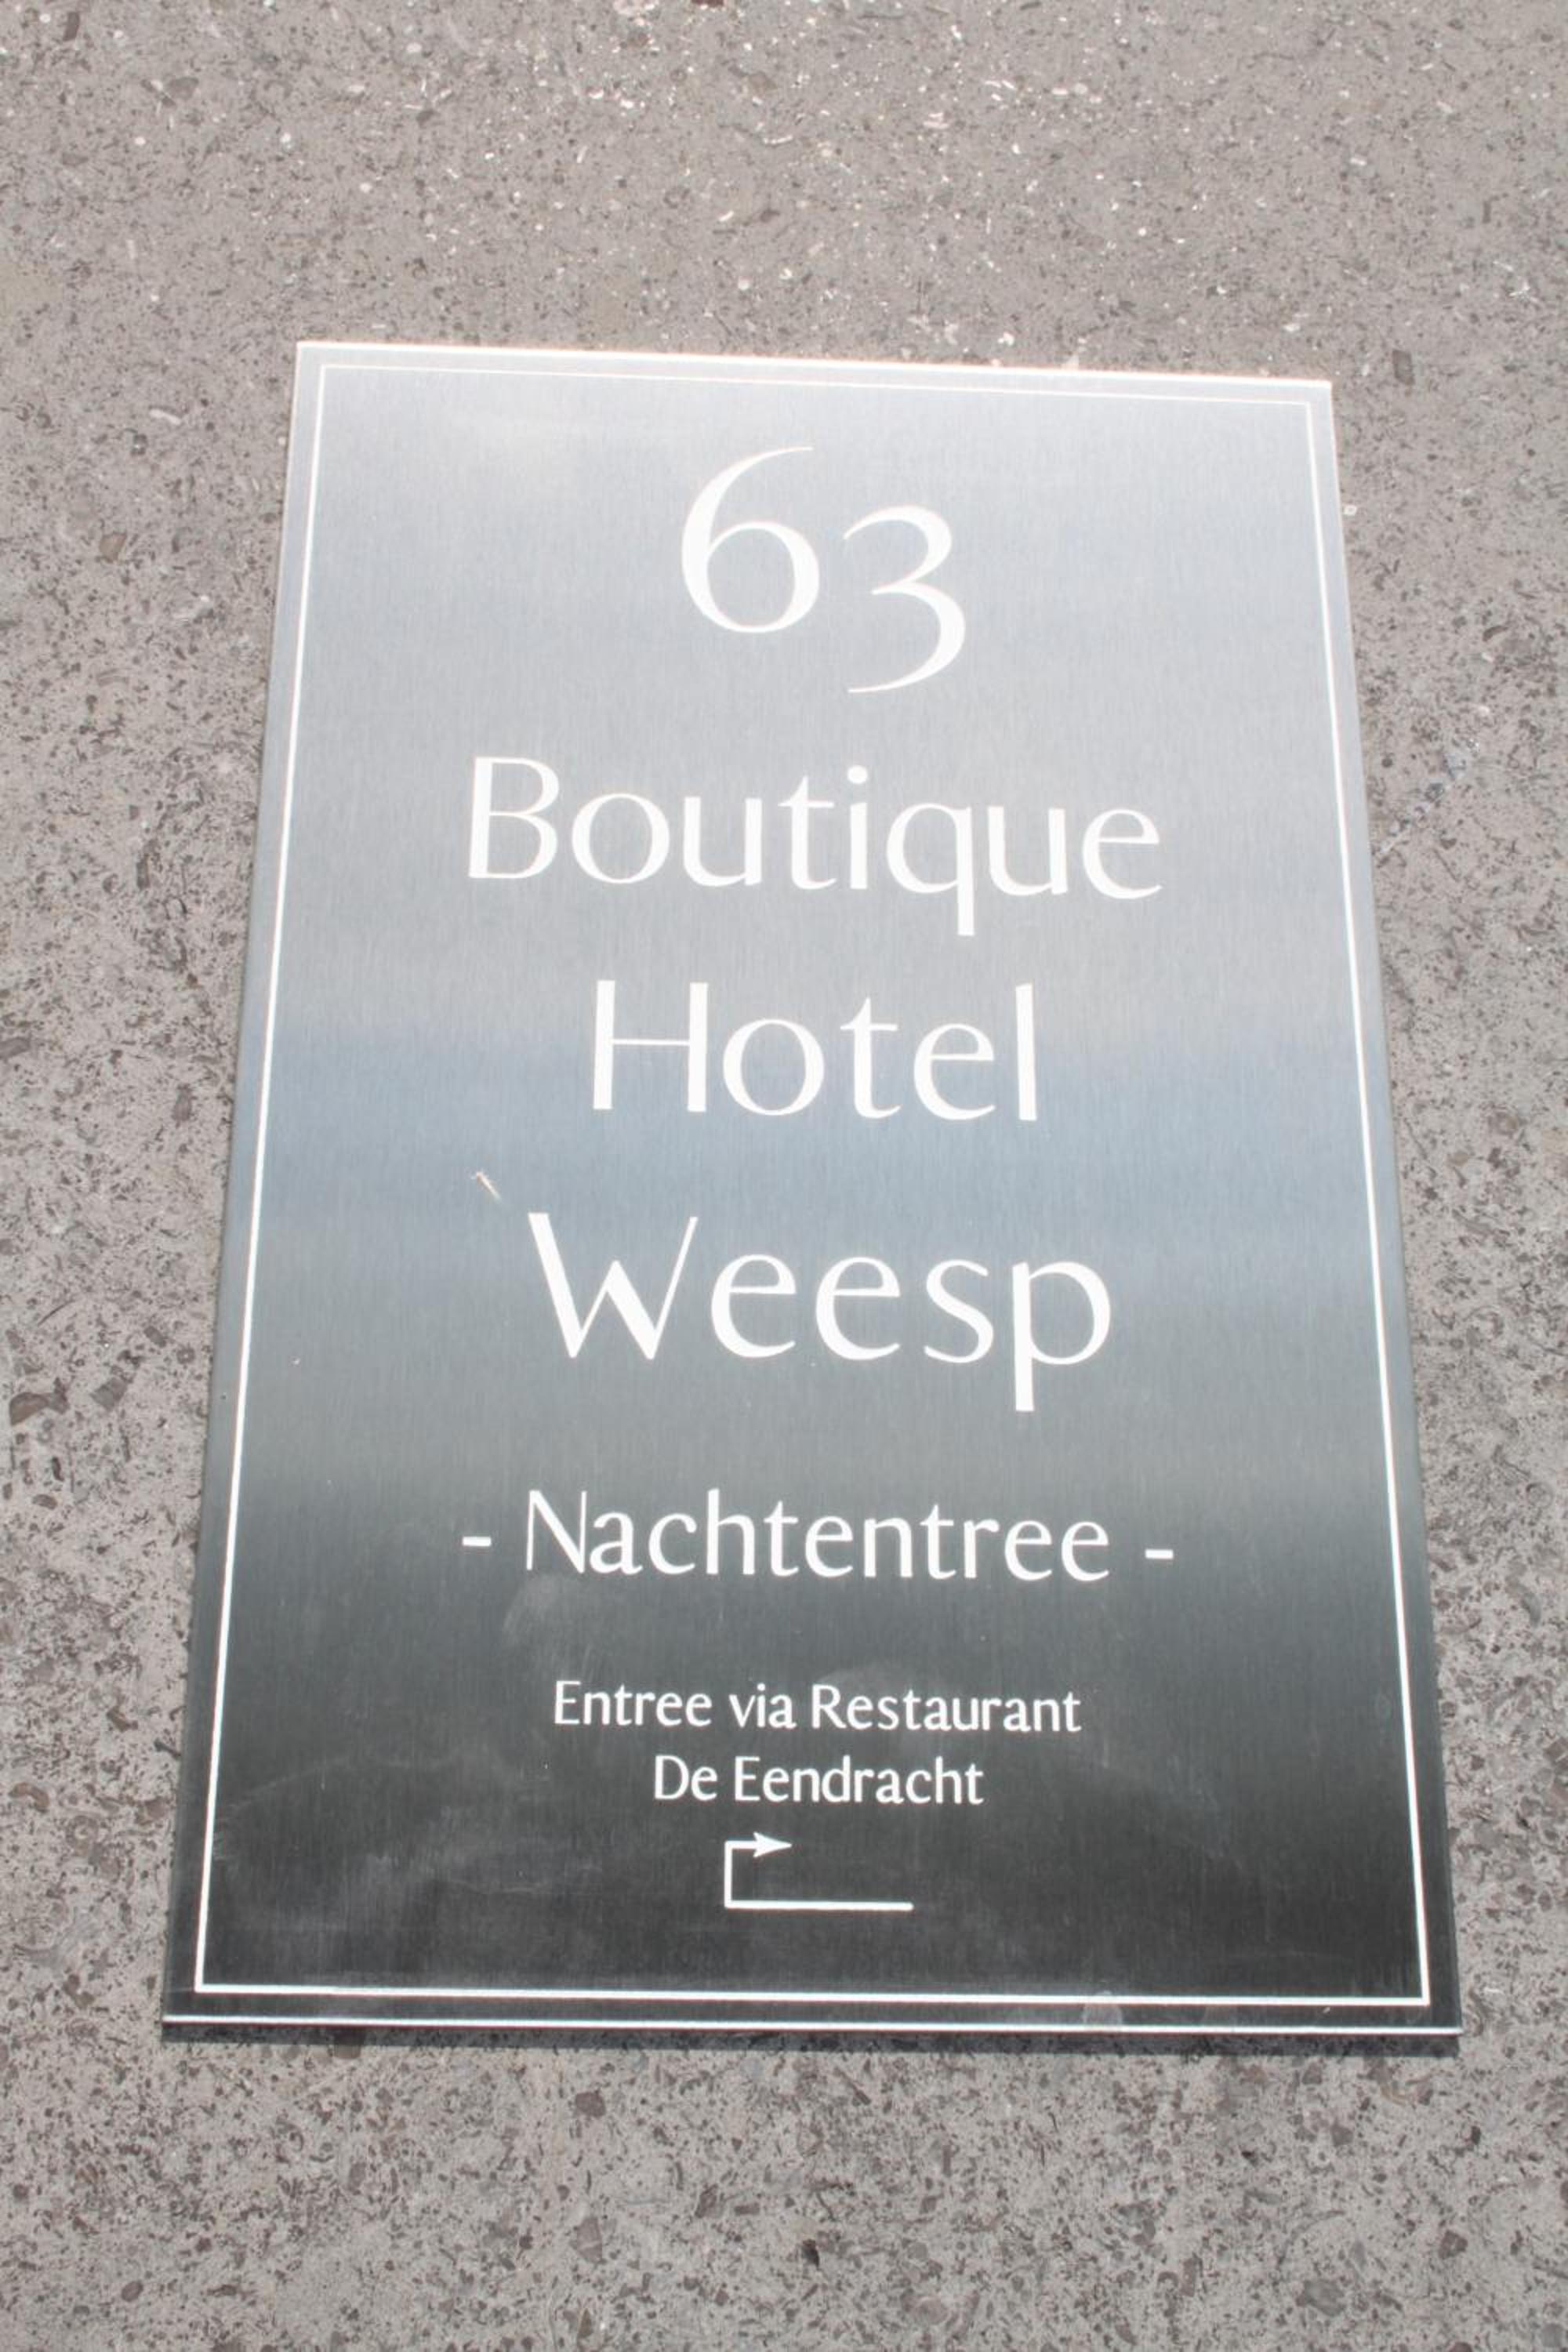 63
Boutique
Hotel
Weesp
- Nachtentree -
Entree via Restaurant
De Eendracht